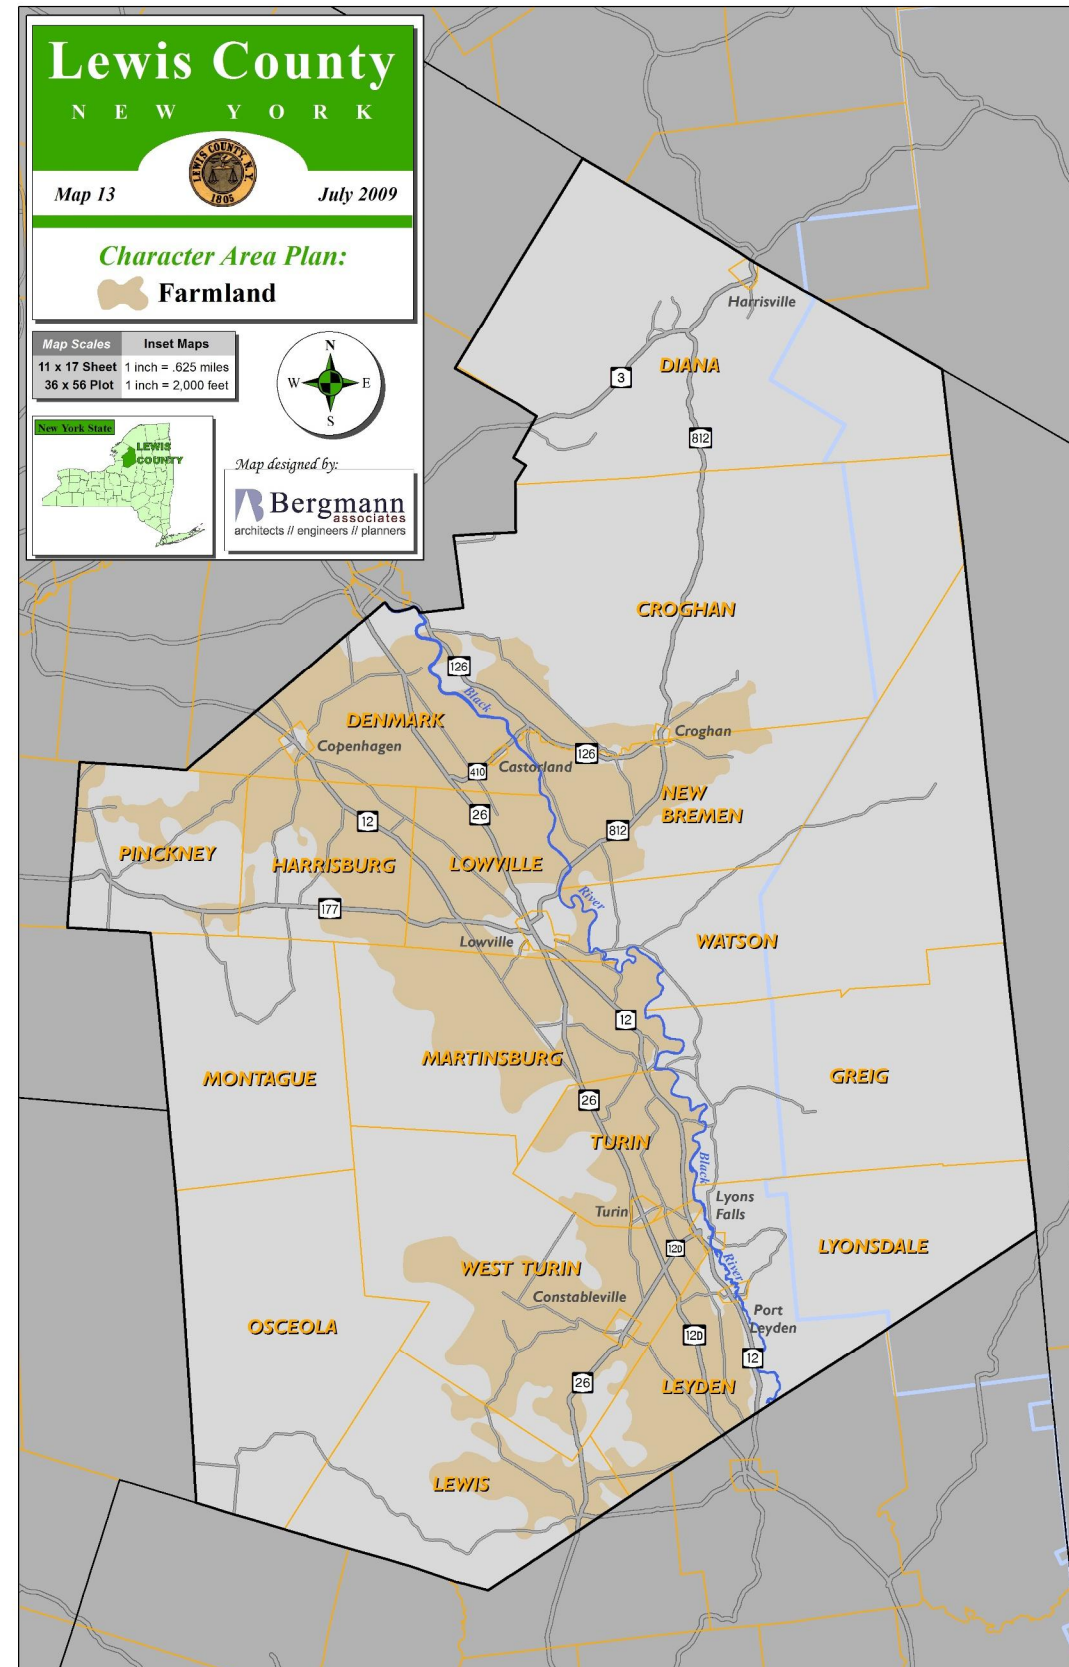 Lewis County
NEW YORK
LEWIS COUNTY, N.Y.
1805
Map 13
July 2009
Character Area Plan:
Farmland
Map Scales
Inset Maps
11 x 17 Sheet
1 inch = .625 miles
36 x 56 Plot
1 inch = 2,000 feet
N
W
E
S
New York State
LEWIS
COUNTY
Map designed by:
Bergmann
associates
architects // engineers // planners
Harrisville
DIANA
3
812
CROGHAN
126
Black
DENMARK
Copenhagen
Croghan
126
Castorland
410
NEW
BREMEN
26
12
812
PINCKNEY
HARRISBURG
LOWVILLE
River
177
Lowville
WATSON
12
MARTINSBURG
MONTAGUE
GREIG
26
TURIN
Black
Lyons
Falls
Turin
12D
LYONSDALE
WEST TURIN
River
Constableville
Port
Leyden
OSCEOLA
12D
12
26
LEYDEN
LEWIS